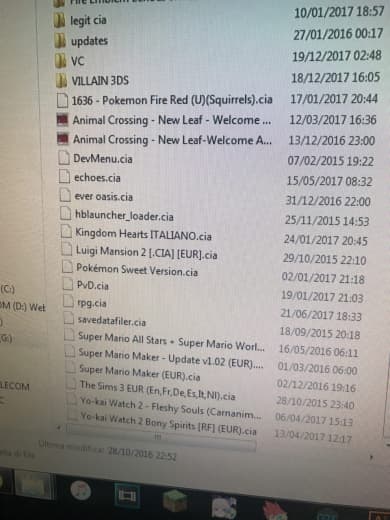 legit cia 10/01/2017 18:57
updates 27/01/2016 00:17
VC 19/12/2017 02:48
VILLAIN 3DS 18/12/2017 16:05
1636 - Pokemon Fire Red (U)(Squirrels).cia 17/01/2017 20:44
Animal Crossing - New Leaf - Welcome ... 12/03/2017 16:36
Animal Crossing - New Leaf-Welcome A... 13/12/2016 23:00
DevMenu.cia 07/02/2015 19:22
echoes.cia 15/05/2017 08:32
ever oasis.cia 31/12/2016 22:00
hblauncher_loader.cia 25/11/2015 14:53
Kingdom Hearts ITALIANO.cia 24/01/2017 20:45
Luigi Mansion 2 [.CIA] [EUR].cia 29/10/2015 22:10
Pokémon Sweet Version.cia 02/01/2017 21:18
PvD.cia 19/01/2017 21:03
rpg.cia 21/06/2017 18:33
savedatafiler.cia 18/09/2015 20:18
Super Mario All Stars + Super Mario Worl... 16/05/2016 06:11
Super Mario Maker - Update v1.02 (EUR).... 01/03/2016 06:00
Super Mario Maker (EUR).cia 02/12/2016 19:16
The Sims 3 EUR (En,Fr,De,Es,It,Nl).cia 28/10/2015 23:40
Yo-kai Watch 2 - Fleshy Souls (Carnanim... 06/04/2017 15:13
Yo-kai Watch 2 Bony Spirits [RF] (EUR).cia 13/04/2017 12:17
(C:)
(D:)
(G:)
Ultima modifica: 28/10/2016 22:52